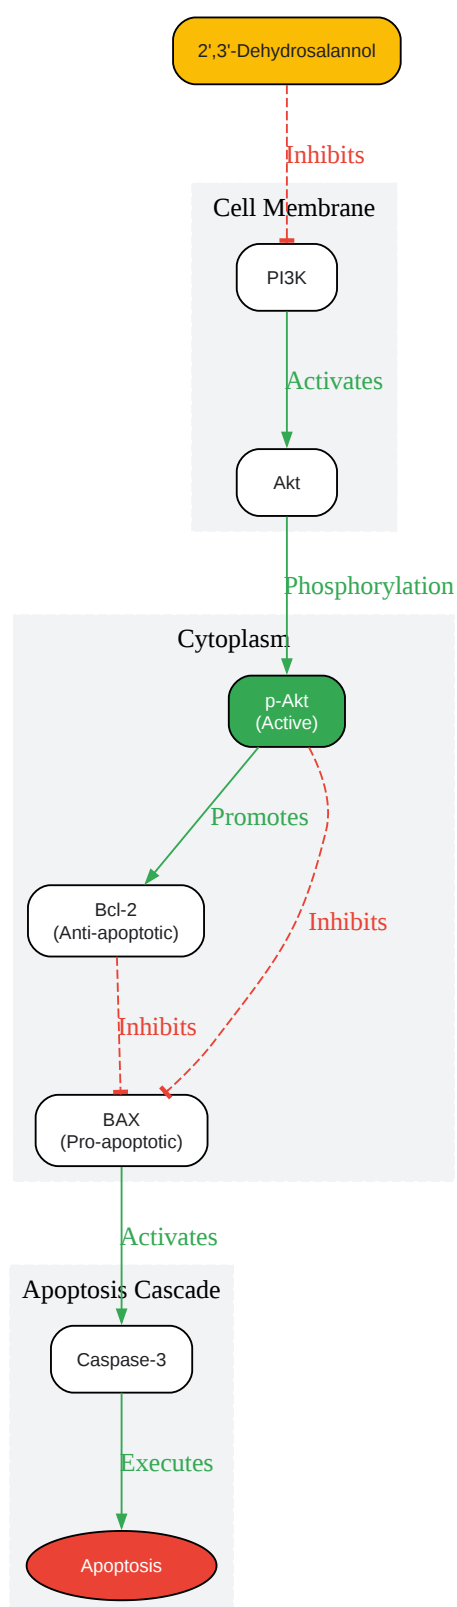 2',3'-Dehydrosalannol
Inhibits
Cell Membrane
PI3K
Activates
Akt
Phosphorylation
Cytoplasm
p-Akt
(Active)
Promotes
Bcl-2
(Anti-apoptotic)
Inhibits
Inhibits
BAX
(Pro-apoptotic)
Activates
Apoptosis Cascade
Caspase-3
Executes
Apoptosis